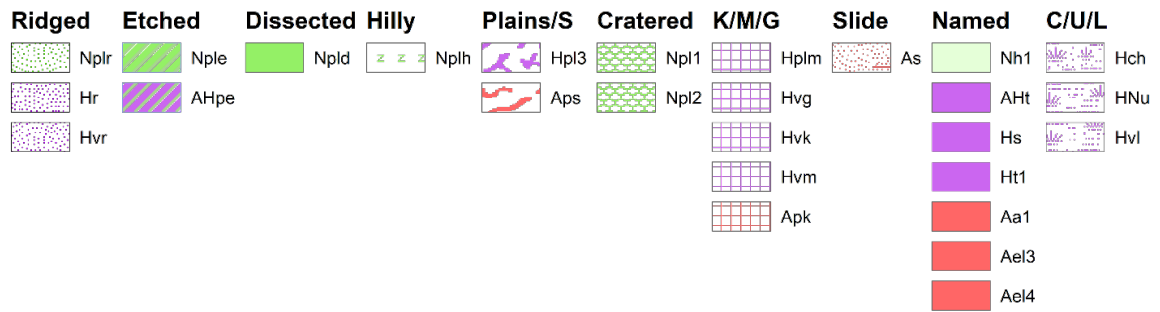 Ridged Etched Dissected Hilly Plains/S Cratered K/M/G Slide Named C/U/L
Nplr Nple Npld Nplh Hpl3 Npl1 Hplm As Nh1 Hch
Hr AHpe Aps Npl2 Hvg AHt HNu
Hvr Hvk Hs Hvl
Hvm Ht1
Apk Aa1
Ael3
Ael4